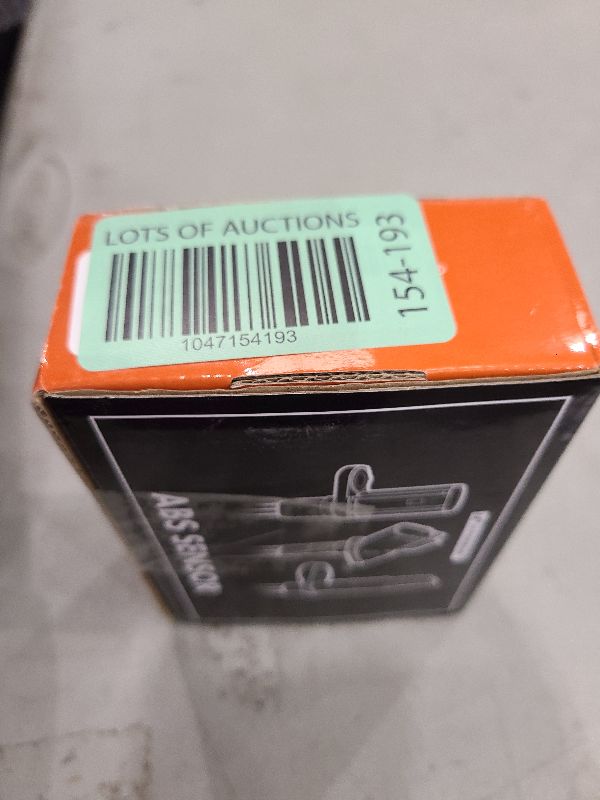 LOTS OF AUCTIONS
1047154193
154-193
ABS SENSOR